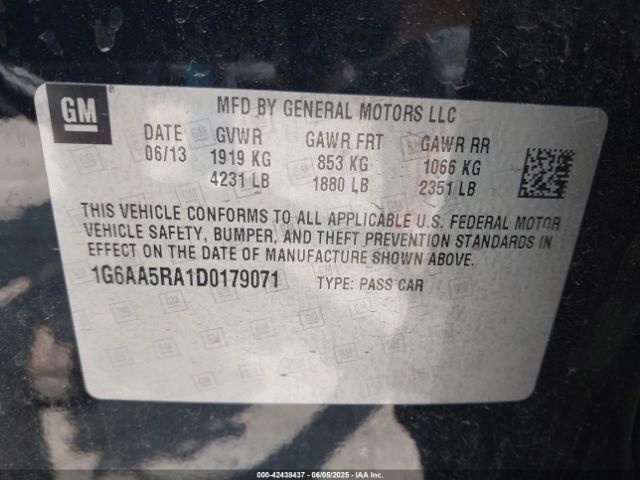 GM
MFD BY GENERAL MOTORS LLC
DATE GVWR GAWR FRT GAWR RR
06/13 1919 KG 853 KG 1066 KG
4231 LB 1880 LB 2351 LB
THIS VEHICLE CONFORMS TO ALL APPLICABLE U.S. FEDERAL MOTOR
VEHICLE SAFETY, BUMPER, AND THEFT PREVENTION STANDARDS IN
EFFECT ON THE DATE OF MANUFACTURE SHOWN ABOVE.
1G6AA5RA1D0179071 TYPE: PASS CAR
000-42438437 - 06/05/2025 - IAA Inc.